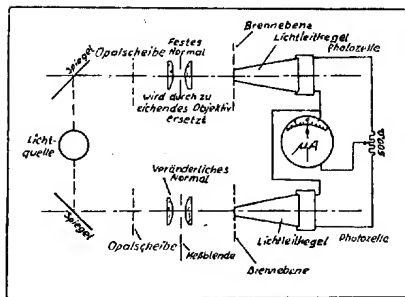 Spiegel
Opalscheibe
Festes
Normal
Brennebene
Lichtleitkegel
Photozelle
wird durch zu
eichendes Objektiv
ersetzt
Licht-
quelle
µA
500Ω
Veränderliches
Normal
Spiegel
Opalscheibe
Meßblende
Brennebene
Lichtleitkegel
Photozelle